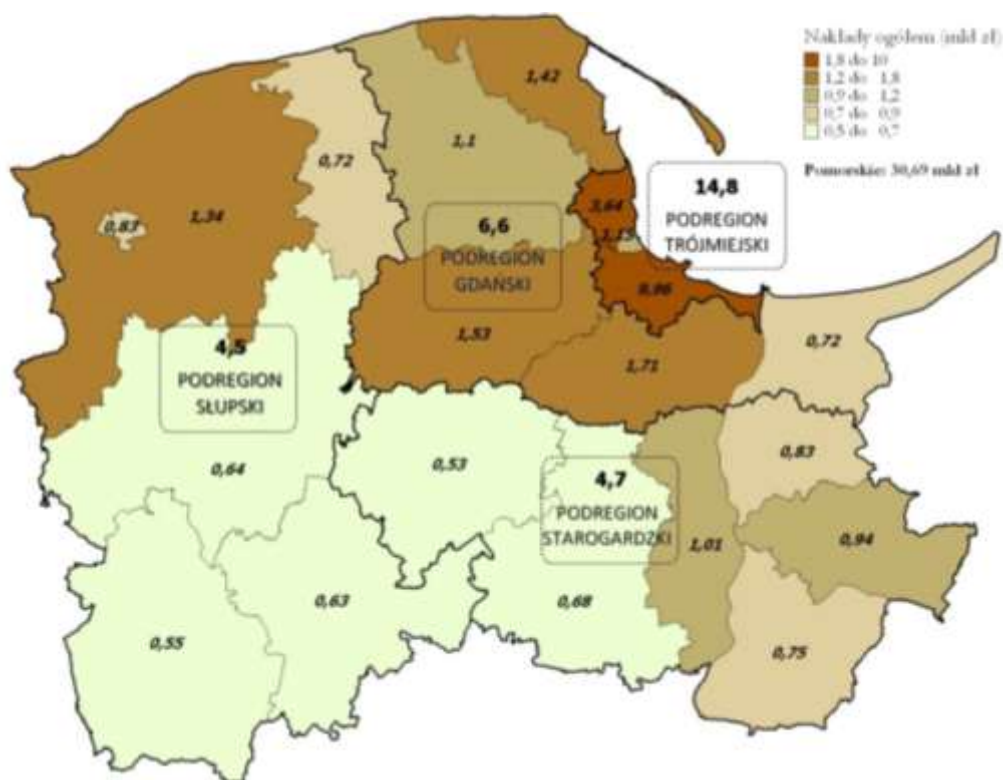 Nakłady ogółem (mld zł)
1,8 do 10
1,2 do 1,8
0,9 do 1,2
0,7 do 0,9
0,5 do 0,7
Pomorskie: 30,69 mld zł
1,42
1,1
0,72
14,8
PODREGION
TRÓJMIEJSKI
3,64
1,15
1,34
0,83
6,6
PODREGION
GDAŃSKI
1,53
1,71
0,72
4,5
PODREGION
SŁUPSKI
0,64
0,53
0,83
4,7
PODREGION
STAROGARDZKI
1,01
0,94
0,63
0,68
0,55
0,75